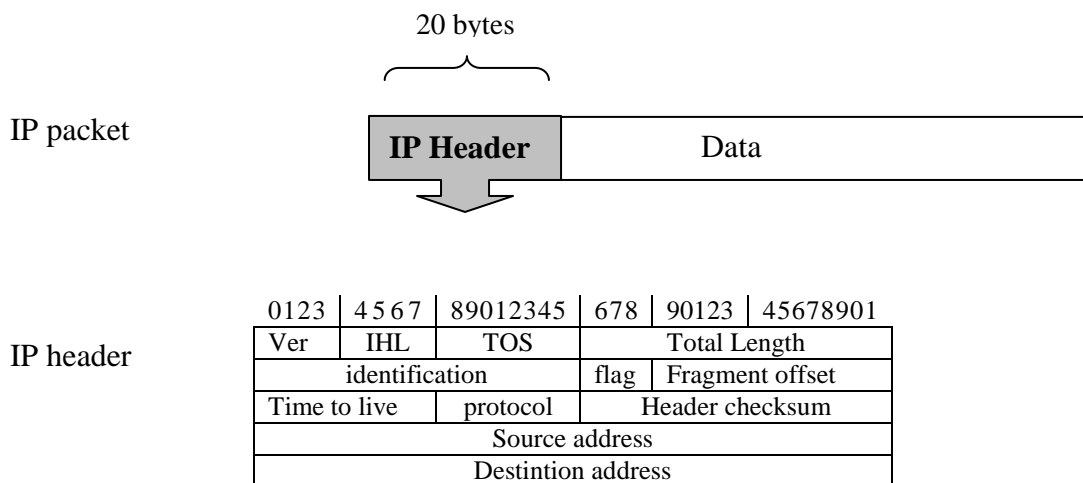 20 bytes
IP packet
IP Header Data
0123 4567 89012345 678 90123 45678901
IP header
Ver IHL TOS Total Length
identification flag Fragment offset
Time to live protocol Header checksum
Source address
Destintion address